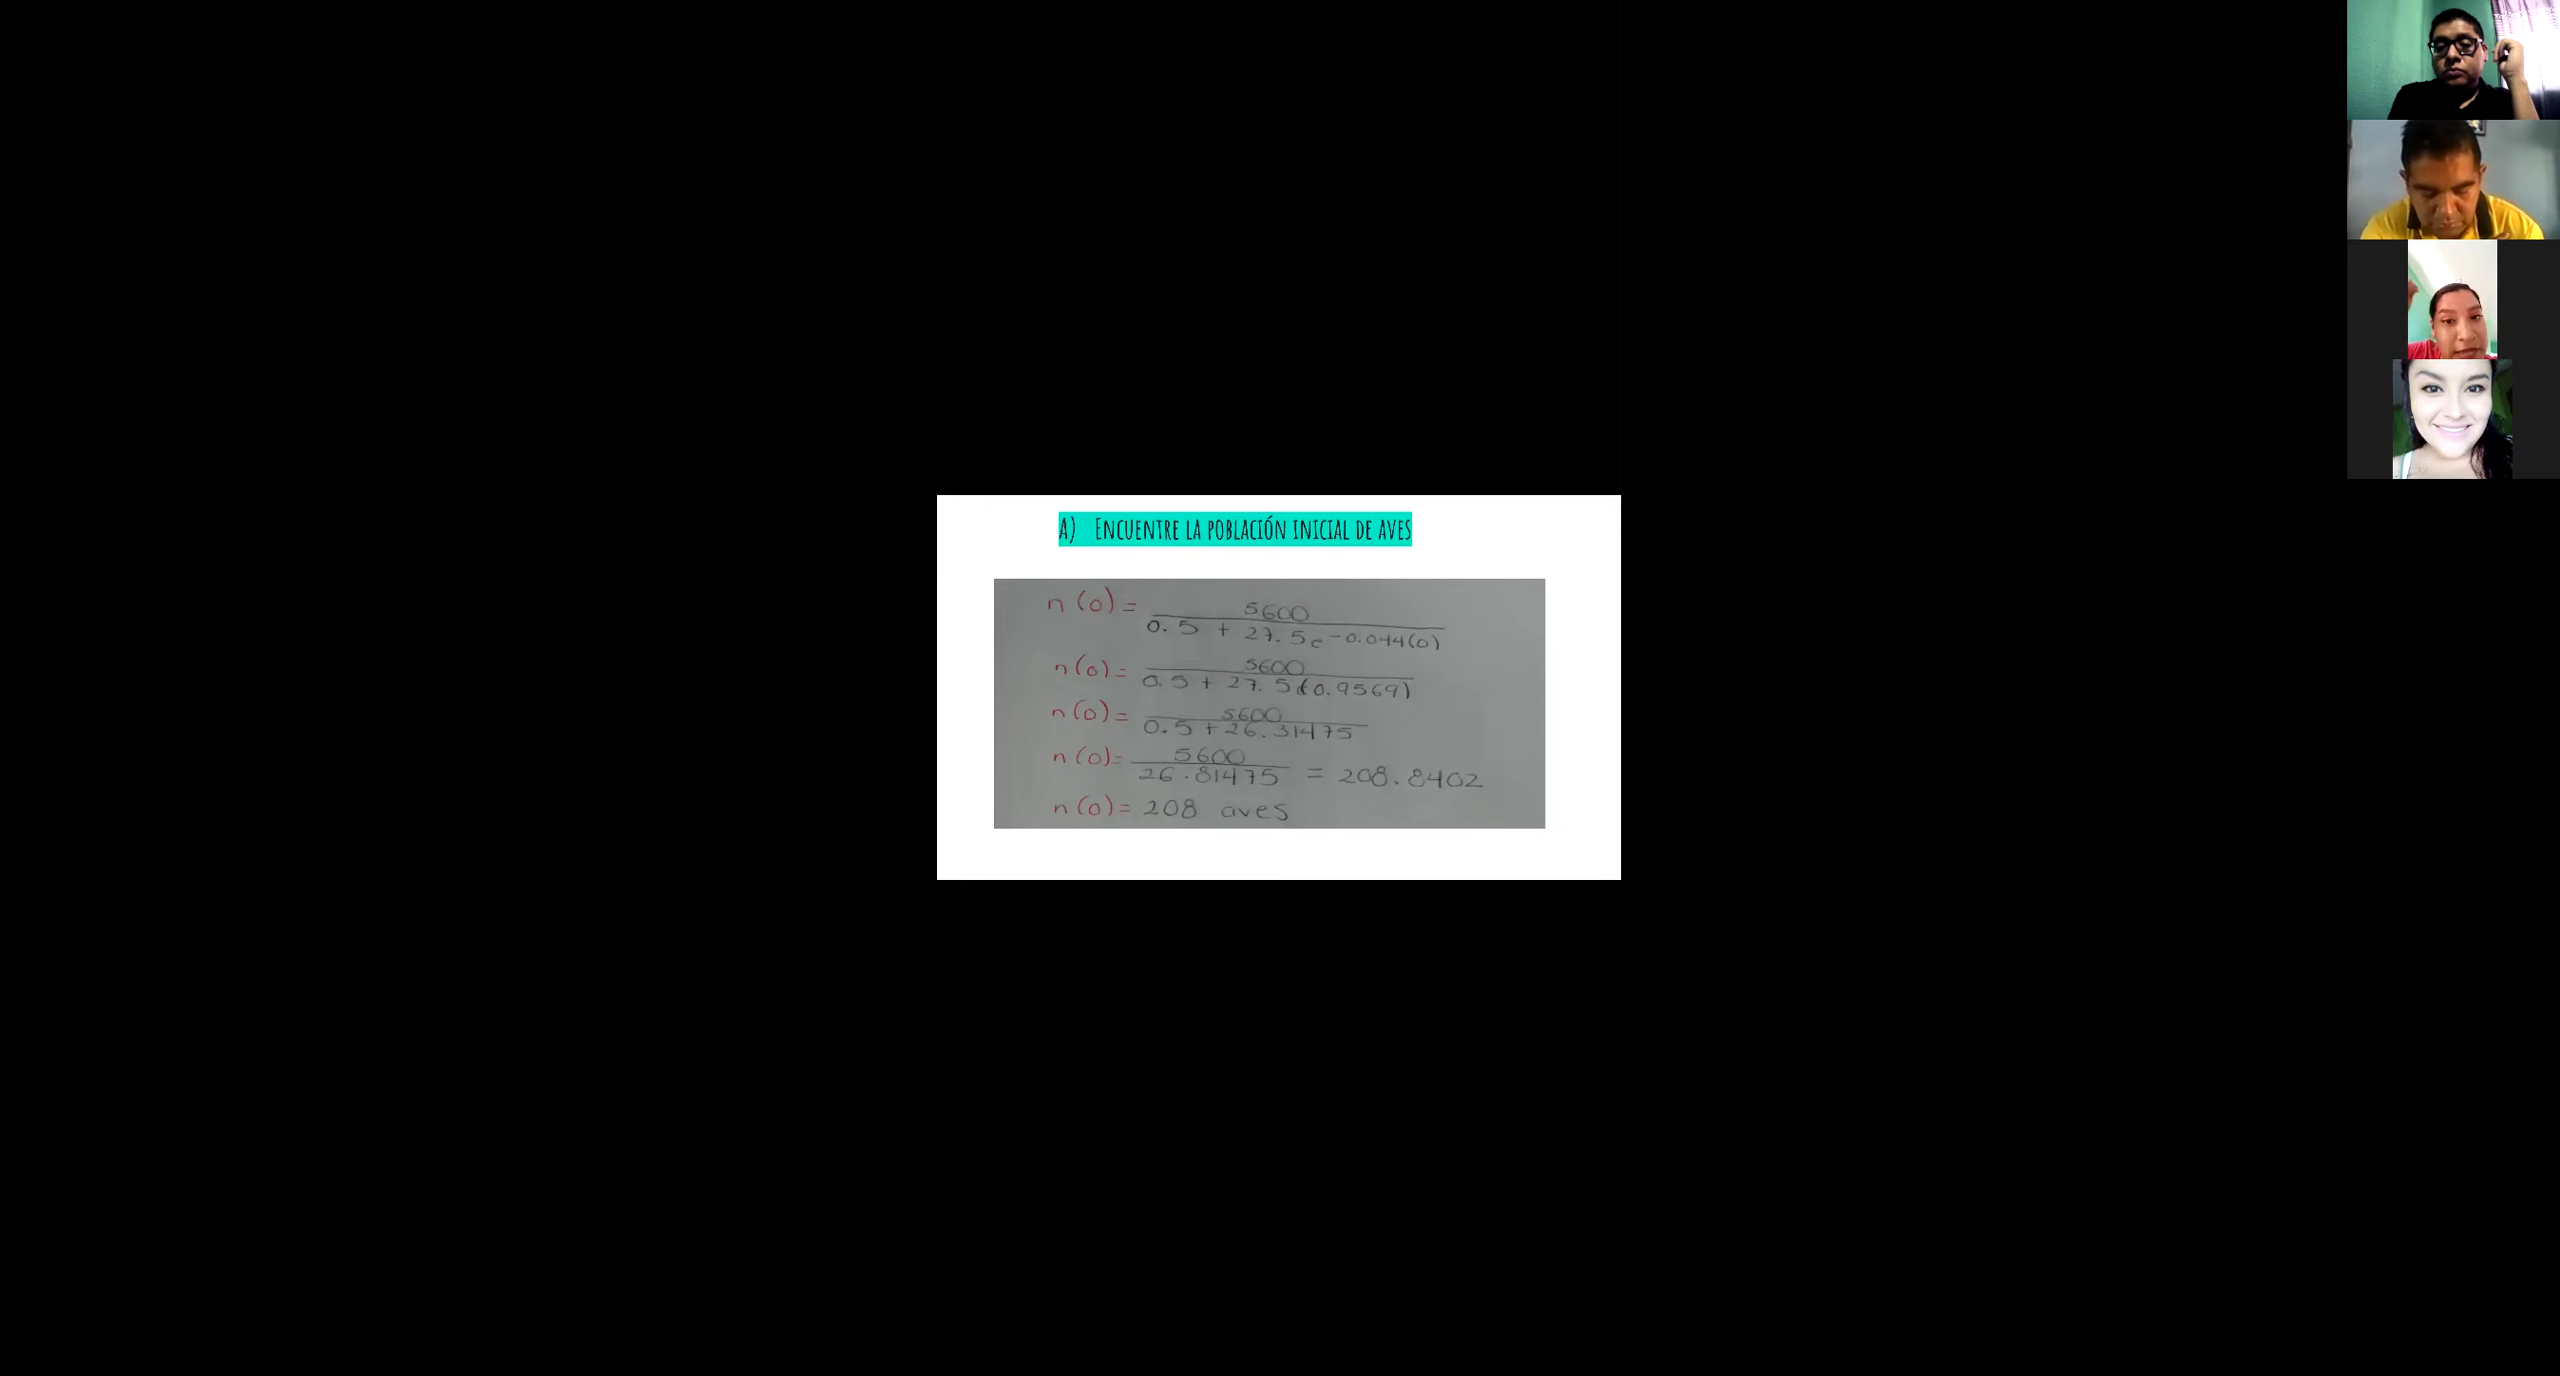 A) ENCUENTRE LA POBLACIÓN INICIAL DE AVES
n(0) = 5600 / 0.5 + 27.5e^-0.044(0)
n(0) = 5600 / 0.5 + 27.5(0.9569)
n(0) = 5600 / 0.5 + 26.31475
n(0) = 5600 / 26.81475 = 208.8402
n(0) = 208 aves